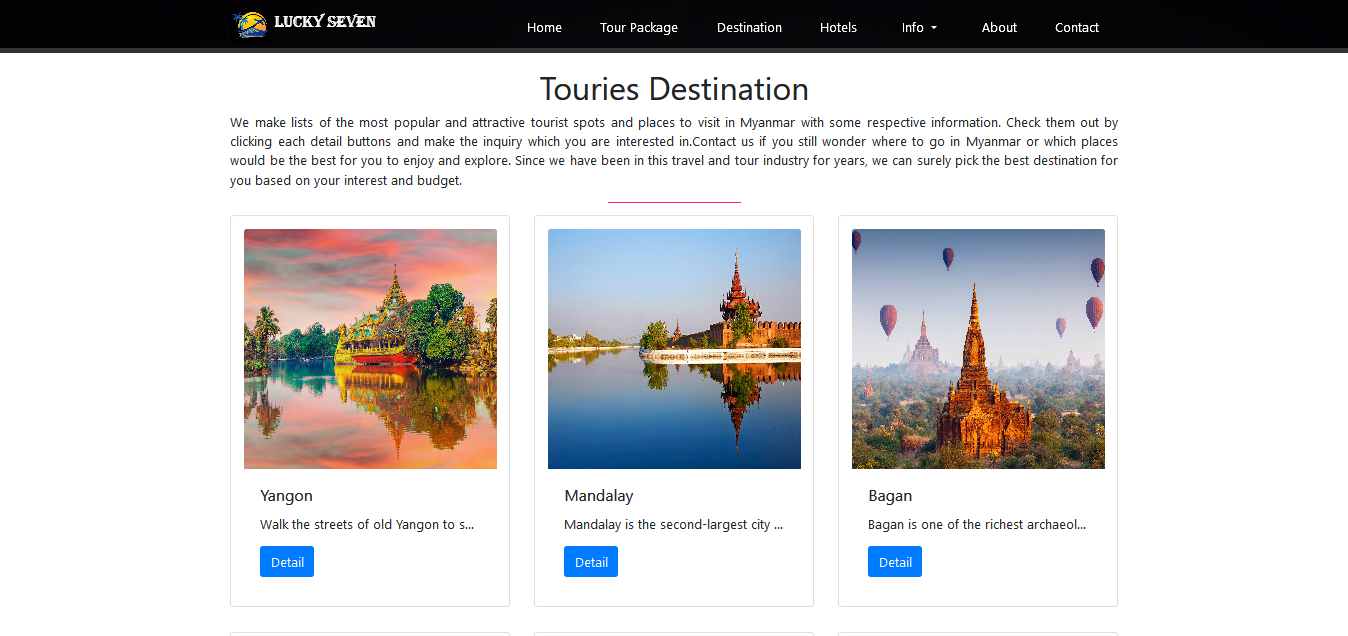 LUCKY SEVEN
Home Tour Package Destination Hotels Info About Contact
Touries Destination
We make lists of the most popular and attractive tourist spots and places to visit in Myanmar with some respective information. Check them out by
clicking each detail buttons and make the inquiry which you are interested in.Contact us if you still wonder where to go in Myanmar or which places
would be the best for you to enjoy and explore. Since we have been in this travel and tour industry for years, we can surely pick the best destination for
you based on your interest and budget.
Yangon
Walk the streets of old Yangon to s...
Detail
Mandalay
Mandalay is the second-largest city ...
Detail
Bagan
Bagan is one of the richest archaeol...
Detail